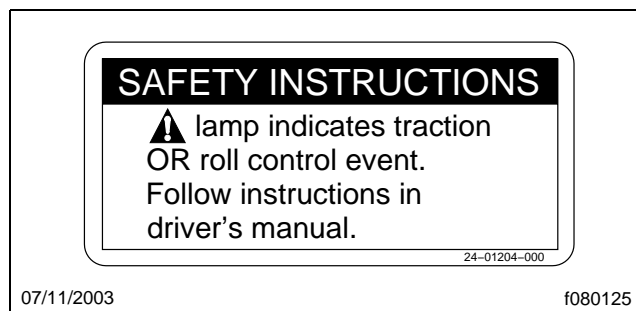 SAFETY INSTRUCTIONS
lamp indicates traction
OR roll control event.
Follow instructions in
driver’s manual.
24–01204–000
07/11/2003 f080125